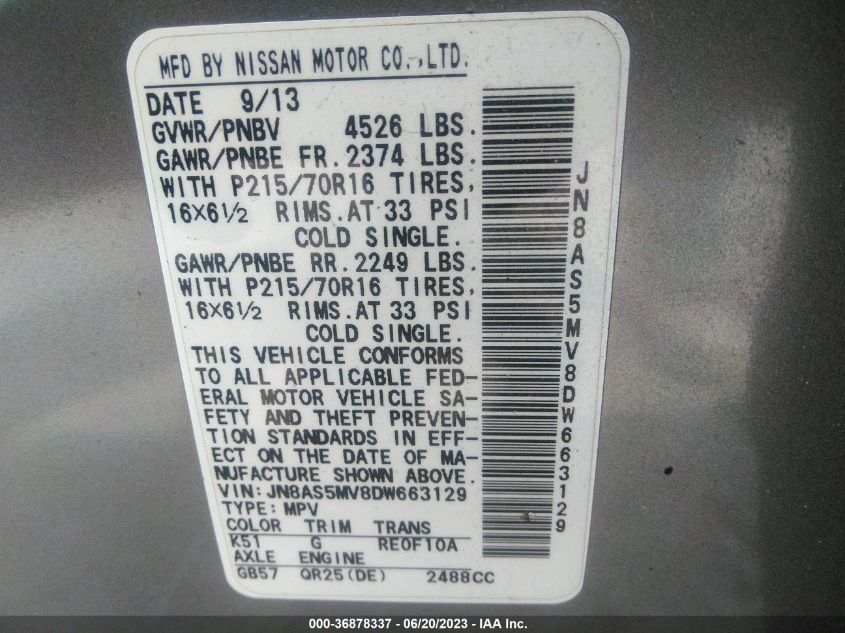 MFD BY NISSAN MOTOR CO.,LTD.
DATE 9/13
GVWR/PNBV 4526 LBS.
GAWR/PNBE FR.2374 LBS.
WITH P215/70R16 TIRES,
16X6½ RIMS.AT 33 PSI
COLD SINGLE.
GAWR/PNBE RR.2249 LBS.
WITH P215/70R16 TIRES,
16X6½ RIMS.AT 33 PSI
COLD SINGLE.
THIS VEHICLE CONFORMS
TO ALL APPLICABLE FED-
ERAL MOTOR VEHICLE SA-
FETY AND THEFT PREVEN-
TION STANDARDS IN EFF-
ECT ON THE DATE OF MA-
NUFACTURE SHOWN ABOVE.
VIN:JN8AS5MV8DW663129
TYPE:MPV
COLOR TRIM TRANS
K51 G RE0F10A
AXLE ENGINE
GB57 QR25(DE) 2488CC
JN8AS5MV8DW663129
000-36878337 - 06/20/2023 - IAA Inc.